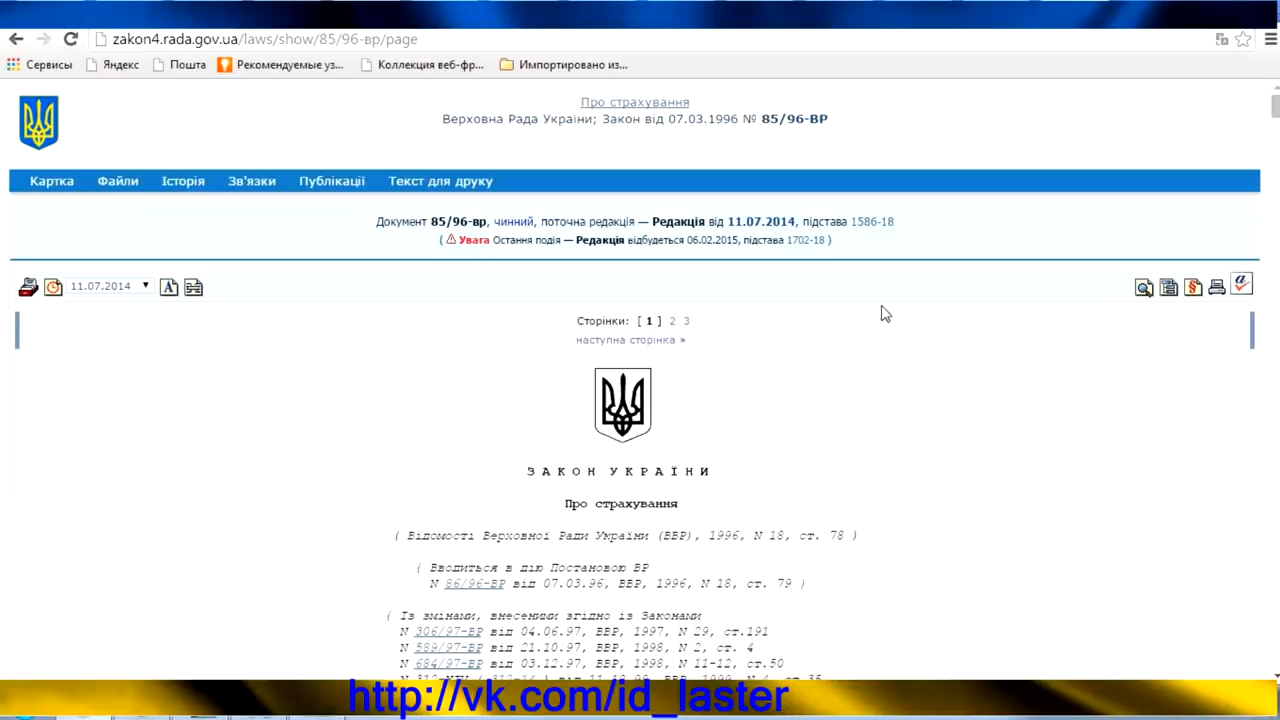 zakon4.rada.gov.ua/laws/show/85/96-вр/page
Сервисы Яндекс Пошта Рекомендуемые уз... Коллекция веб-фр... Импортировано из...
Про страхування
Верховна Рада України; Закон від 07.03.1996 № 85/96-ВР
Картка Файли Історія Зв'язки Публікації Текст для друку
Документ 85/96-вр, чинний, поточна редакція — Редакція від 11.07.2014, підстава 1586-18
( Увага Остання подія — Редакція відбудеться 06.02.2015, підстава 1702-18 )
11.07.2014
Сторінки: [ 1 ] 2 3
наступна сторінка »
З А К О Н У К Р А Ї Н И
Про страхування
( Відомості Верховної Ради України (ВВР), 1996, N 18, ст. 78 )
( Вводиться в дію Постановою ВР
N 86/96-ВР від 07.03.96, ВВР, 1996, N 18, ст. 79 )
( Із змінами, внесеними згідно із Законами
N 306/97-ВР від 04.06.97, ВВР, 1997, N 29, ст.191
N 589/97-ВР від 21.10.97, ВВР, 1998, N 2, ст. 4
N 684/97-ВР від 03.12.97, ВВР, 1998, N 11-12, ст.50
http://vk.com/id_laster